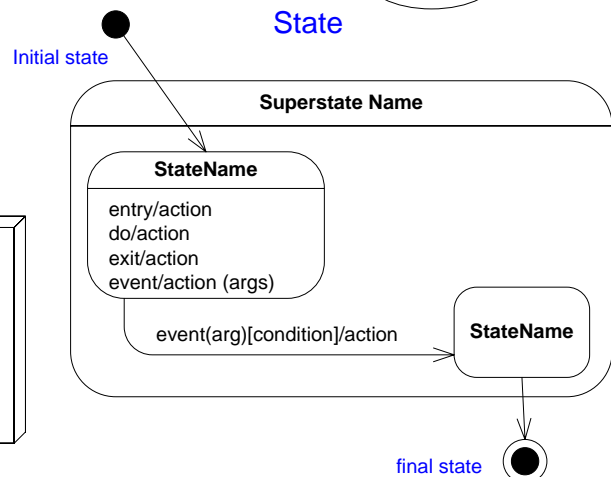 State
Initial state
Superstate Name
StateName
entry/action
do/action
exit/action
event/action (args)
event(arg)[condition]/action
StateName
final state